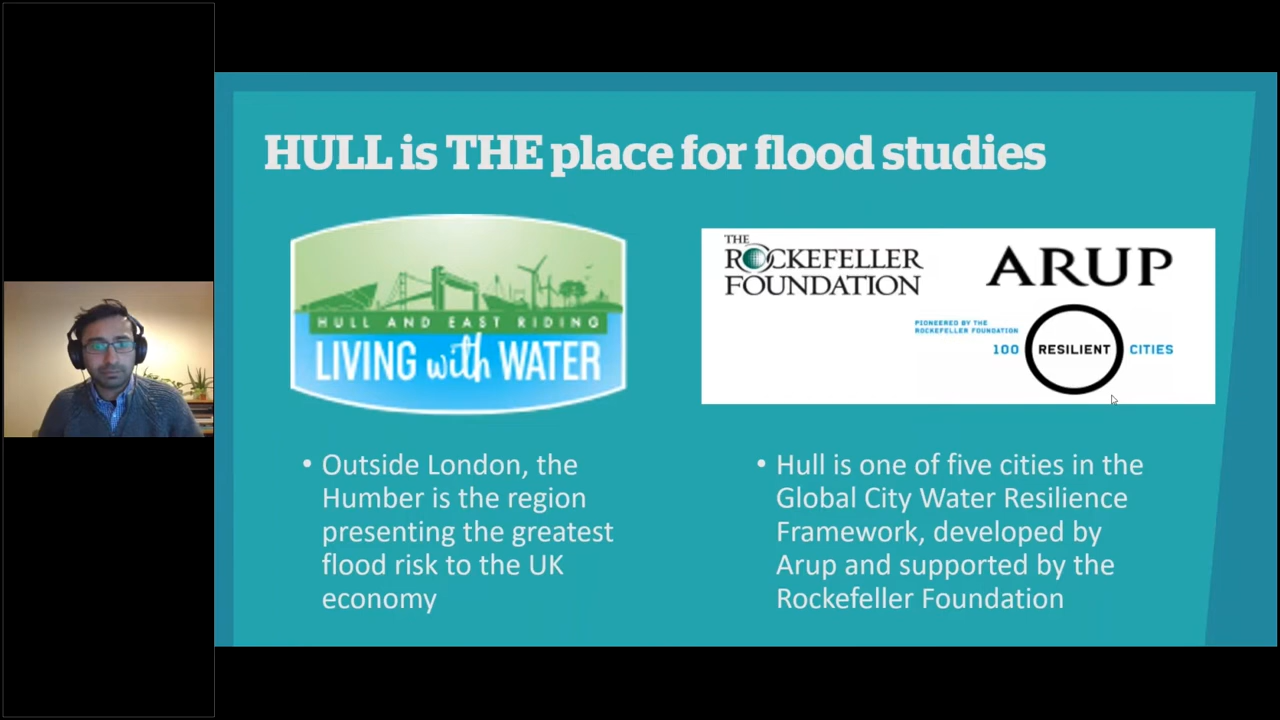 HULL is THE place for flood studies
HULL AND EAST RIDING
LIVING with WATER
THE
ROCKEFELLER
FOUNDATION
ARUP
PIONEERED BY THE
ROCKEFELLER FOUNDATION
100 RESILIENT CITIES
• Outside London, the
Humber is the region
presenting the greatest
flood risk to the UK
economy
• Hull is one of five cities in the
Global City Water Resilience
Framework, developed by
Arup and supported by the
Rockefeller Foundation